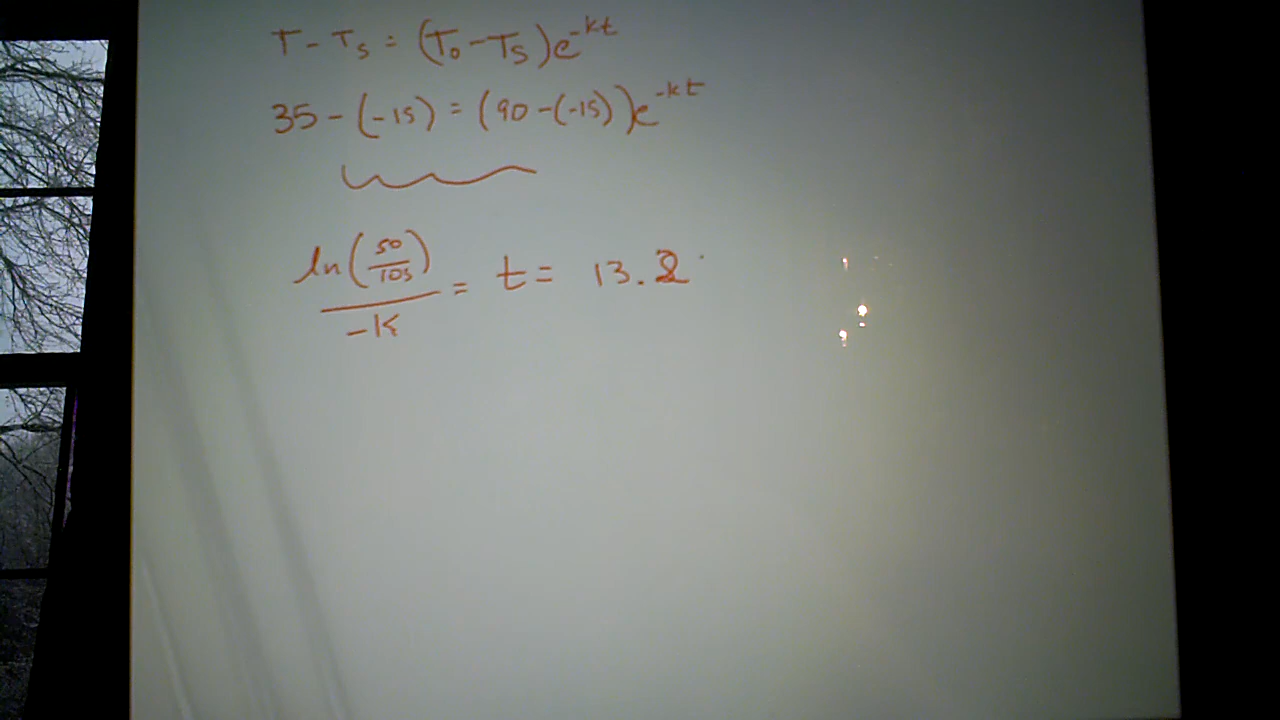 T - Ts = (T₀ - Ts)e^-kt
35 - (-15) = (90 - (-15))e^-kt
ln(50/105)/-k = t = 13.2